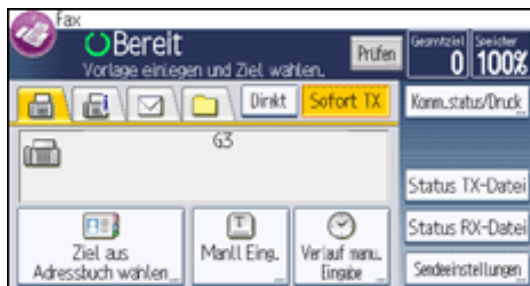 Fax
Bereit
Vorlage einlegen und Ziel wählen.
Prüfen
Gesamtziel
0
Speicher
100%
Direkt
Sofort TX
Komm.status/Druck
G3
Status TX-Datei
Status RX-Datei
Sendeeinstellungen
Ziel aus
Adressbuch wählen
Manll Eing.
Verlauf manu.
Eingabe